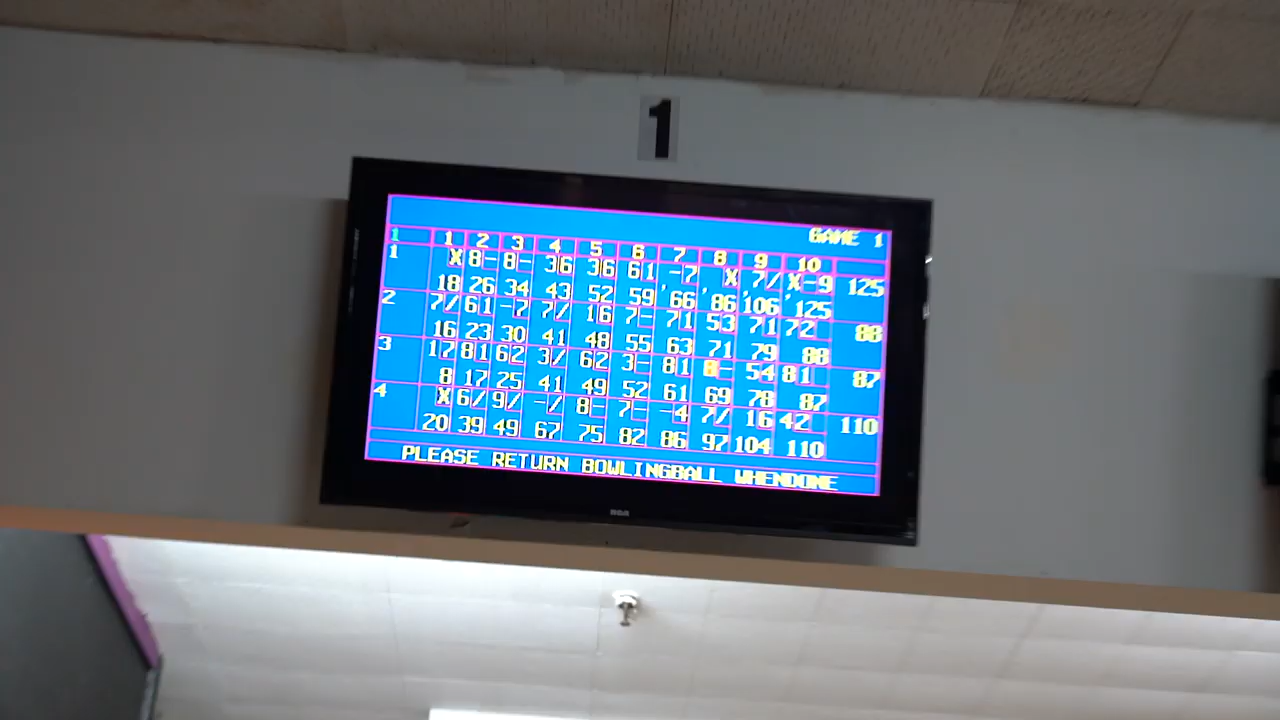 1
GAME 1
1 1 2 3 4 5 6 7 8 9 10
1 X 8- 8- 36 36 61 -7 X 7/ X-9 125
18 26 34 43 52 59 66 86 106 125
2 7/ 61 -7 7/ 16 7- 71 53 71 72 88
16 23 30 41 48 55 63 71 79 88
3 17 81 62 3/ 62 3- 81 8- 54 81 87
8 17 25 41 49 52 61 69 78 87
4 X 6/ 9/ -/ 8- 7- -4 7/ 16 42 110
20 39 49 67 75 82 86 97 104 110
PLEASE RETURN BOWLINGBALL WHENDONE
RCA